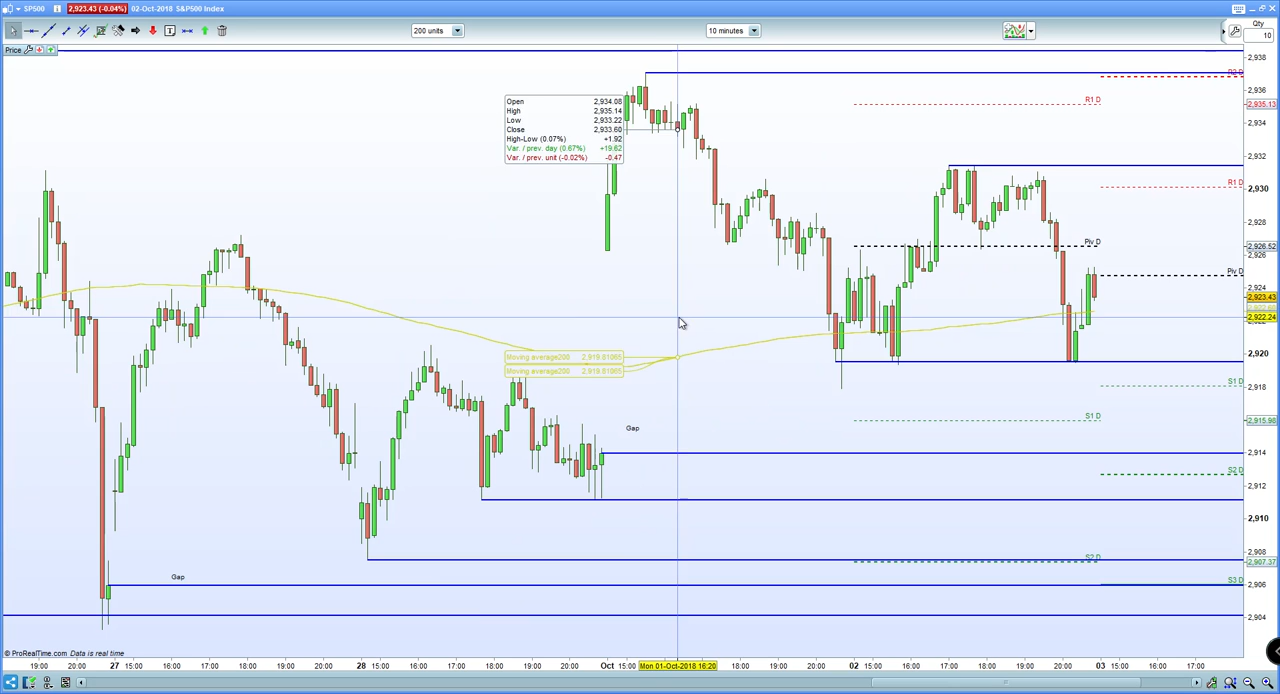 SP500 2,923.43 (-0.04%) 02-Oct-2018 S&P500 Index
200 units
10 minutes
Qty
10
Price
2,938
R2 D
2,936
R1 D
2,935.13
2,934
2,932
R1 D
2,930
2,928
Piv D
2,926.52
2,926
Piv D
2,924
2,923.43
2,922.24
2,920
2,918
S1 D
S1 D
2,915.98
2,914
S2 D
2,912
2,910
2,908
S2 D
2,907.37
2,906
S3 D
2,904
Open 2,934.08
High 2,935.14
Low 2,933.22
Close 2,933.60
High-Low (0.07%) +1.92
Var. / prev. day (0.67%) +19.62
Var. / prev. unit (-0.02%) -0.47
Moving average200 2,919.81065
Moving average200 2,919.81065
Gap
Gap
© ProRealTime.com Data is real time
19:00 20:00 27 15:00 16:00 17:00 18:00 19:00 20:00 28 15:00 16:00 17:00 18:00 19:00 20:00 Oct 15:00 Mon 01-Oct-2018 16:20 18:00 19:00 20:00 02 15:00 16:00 17:00 18:00 19:00 20:00 03 15:00 16:00 17:00